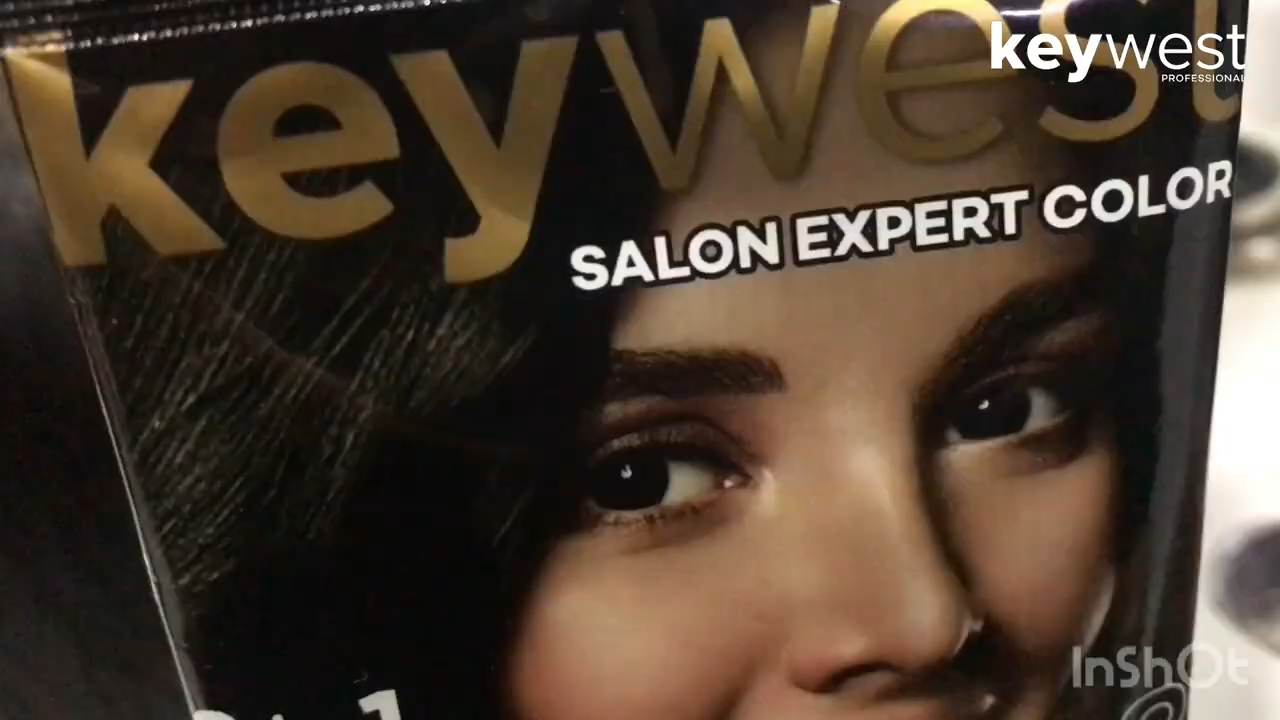 keywest
PROFESSIONAL
keywest
SALON EXPERT COLOR
InShOt